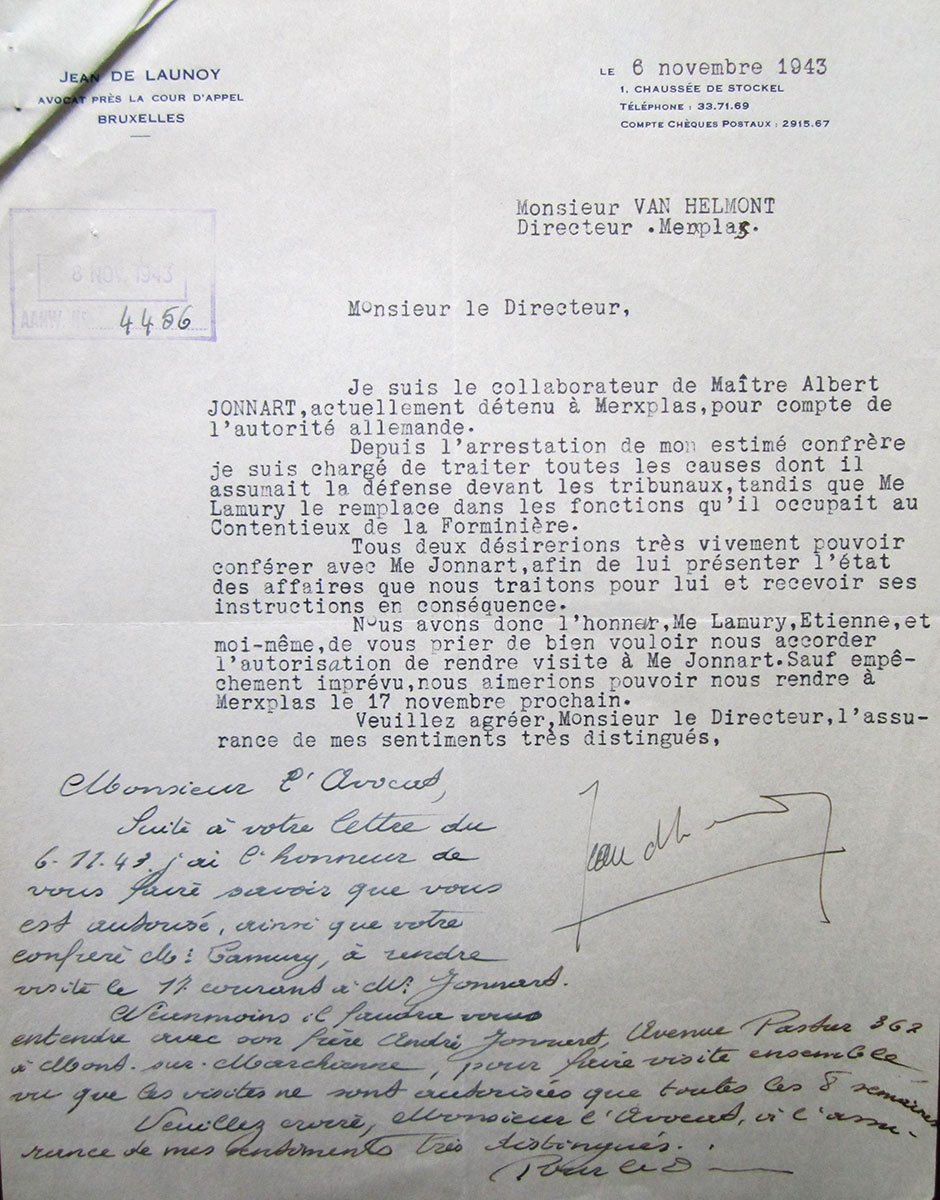 JEAN DE LAUNOY
AVOCAT PRÈS LA COUR D'APPEL
BRUXELLES
LE 6 novembre 1943
1, CHAUSSÉE DE STOCKEL
TÉLÉPHONE : 33.71.69
COMPTE CHÈQUES POSTAUX : 2915.67
Monsieur VAN HELMONT
Directeur .Merxplas.
8 NOV. 1943
AANW. 4456
Monsieur le Directeur,
Je suis le collaborateur de Maître Albert
JONNART,actuellement détenu à Merxplas,pour compte de
l'autorité allemande.
Depuis l'arrestation de mon estimé confrère
je suis chargé de traiter toutes les causes dont il
assumait la défense devant les tribunaux,tandis que Me
Lamury le remplace dans les fonctions qu'il occupait au
Contentieux de la Forminière.
Tous deux désirerions très vivement pouvoir
conférer avec Me Jonnart,afin de lui présenter l'état
des affaires que nous traitons pour lui et recevoir ses
instructions en conséquence.
Nous avons donc l'honner,Me Lamury,Etienne,et
moi-même,de vous prier de bien vouloir nous accorder
l'autorisation de rendre visite à Me Jonnart.Sauf empê-
chement imprévu,nous aimerions pouvoir nous rendre à
Merxplas le 17 novembre prochain.
Veuillez agréer,Monsieur le Directeur,l'assu-
rance de mes sentiments très distingués,
Monsieur l'Avocat,
Suite à votre lettre du
6-11-43 j'ai l'honneur de
vous faire savoir que vous
est autorisé, ainsi que votre
confrère Mr Lamury, à rendre
visite le 17 courant à Mr Jonnart.
Néanmoins il faudra vous
entendre avec son frère André Jonnart, Avenue Pastur 363
à Mont-sur-Marchienne, pour faire visite ensemble
vu que les visites ne sont autorisées que toutes les 8 semaines
Veuillez croire, Monsieur l'Avocat, à l'assu-
rance de mes sentiments très distingués.
Pour le D